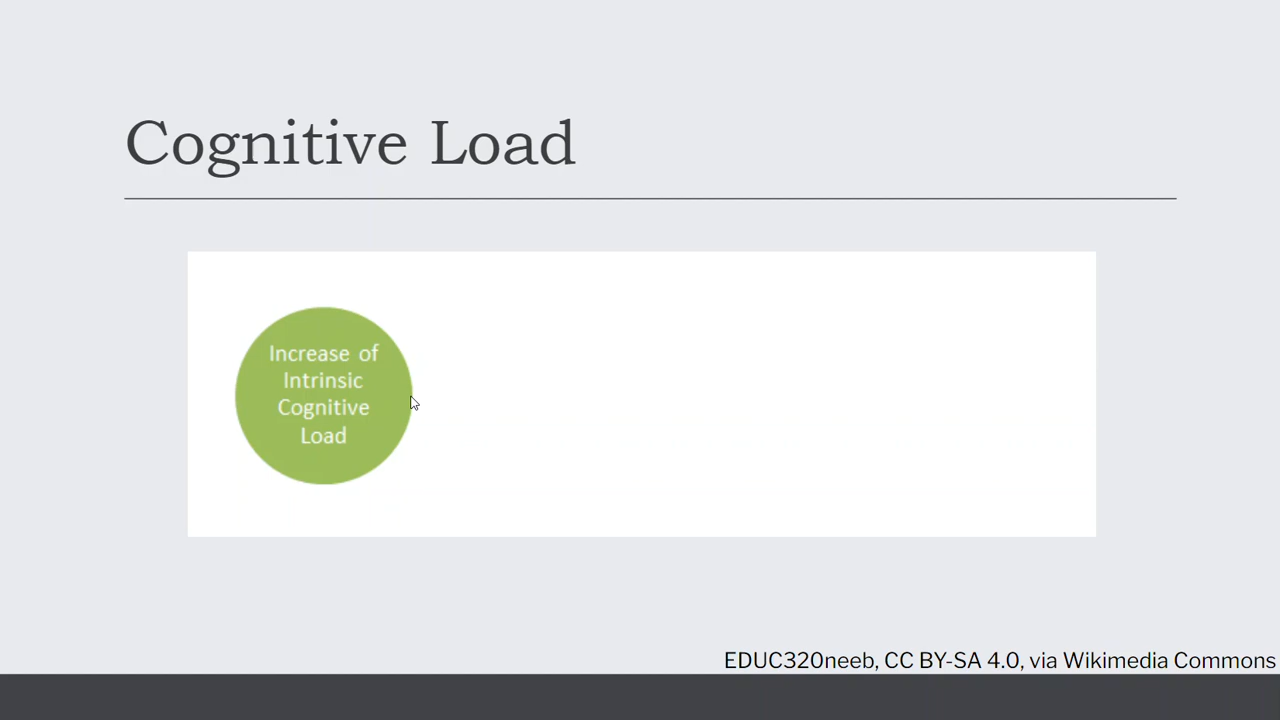 Cognitive Load
Increase of
Intrinsic
Cognitive
Load
EDUC320neeb, CC BY-SA 4.0, via Wikimedia Commons